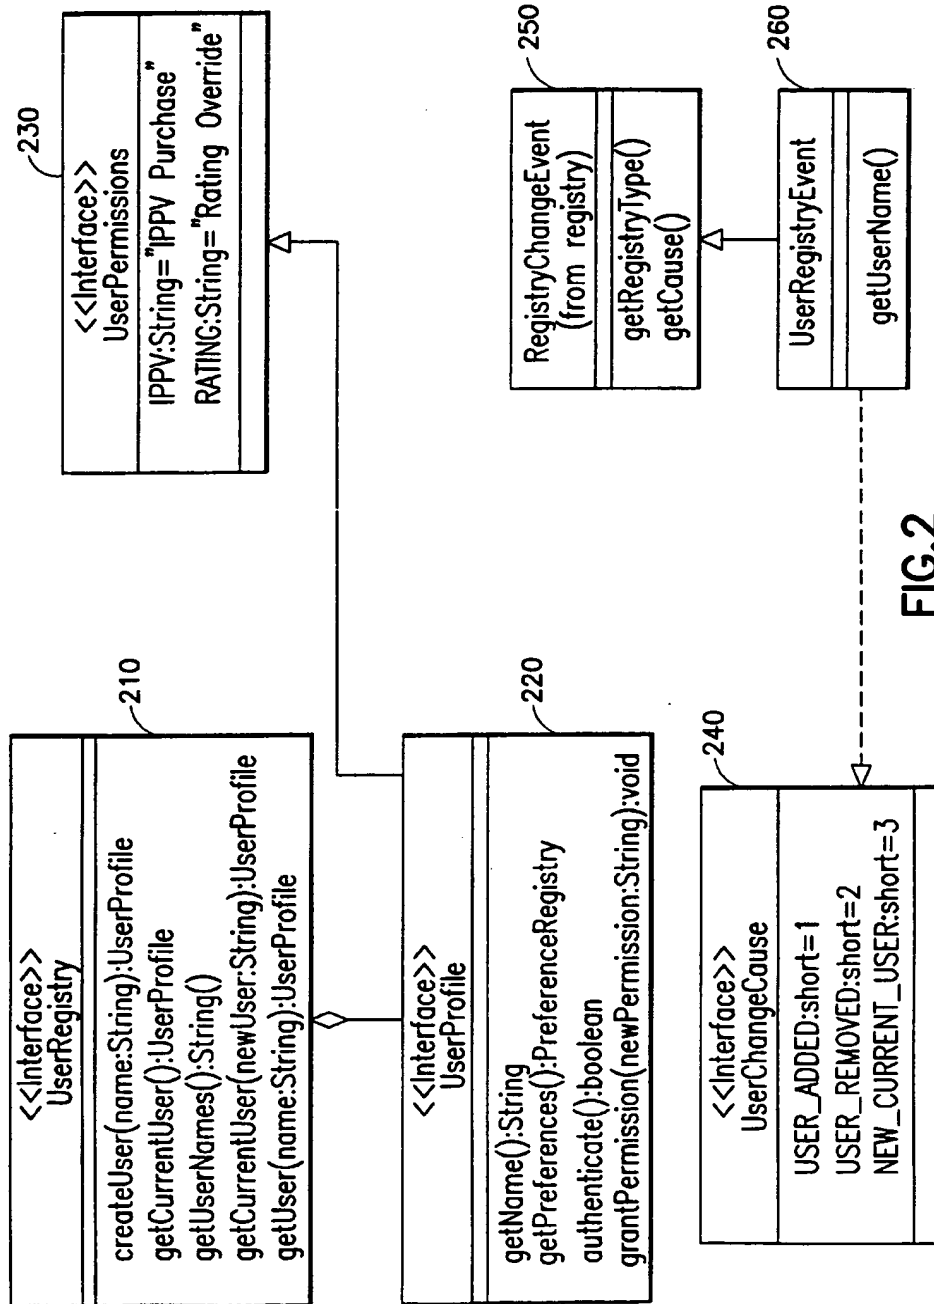 <<Interface>>
UserRegistry
createUser(name:String):UserProfile
getCurrentUser():UserProfile
getUserNames():String()
getCurrentUser(newUser:String):UserProfile
getUser(name:String):UserProfile
210
<<Interface>>
UserProfile
getName():String
getPreferences():PreferenceRegistry
authenticate():boolean
grantPermission(newPermission:String):void
220
<<Interface>>
UserPermissions
IPPV:String="IPPV Purchase"
RATING:String="Rating Override"
230
<<Interface>>
UserChangeCause
USER_ADDED:short=1
USER_REMOVED:short=2
NEW_CURRENT_USER:short=3
240
RegistryChangeEvent
(from registry)
getRegistryType()
getCause()
250
UserRegistryEvent
getUserName()
260
FIG.2